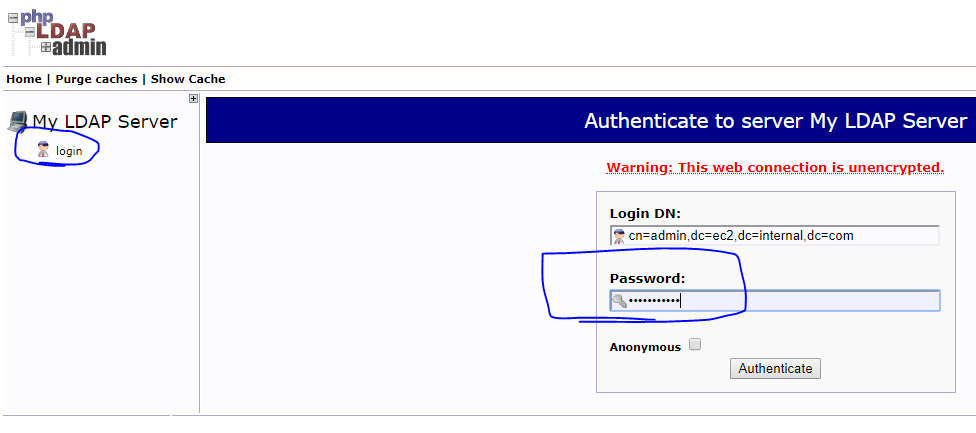 php
LDAP
admin
Home | Purge caches | Show Cache
My LDAP Server
login
Authenticate to server My LDAP Server
Warning: This web connection is unencrypted.
Login DN:
cn=admin,dc=ec2,dc=internal,dc=com
Password:
•••••••••••
Anonymous
Authenticate